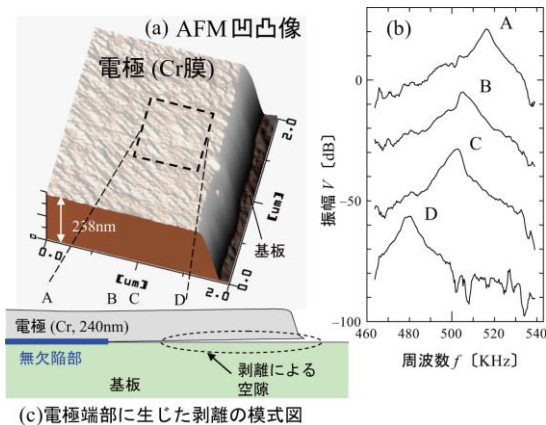 (a) AFM 凹凸像
電極 (Cr膜)
238nm
0.0
[um]
2.0
0.0
[um]
2.0
基板
A
B
C
D
電極 (Cr, 240nm)
無欠陥部
基板
剥離による
空隙
(c)電極端部に生じた剥離の模式図
(b)
A
B
C
D
0
−50
−100
振幅 V [dB]
460
480
500
520
540
周波数 f [KHz]